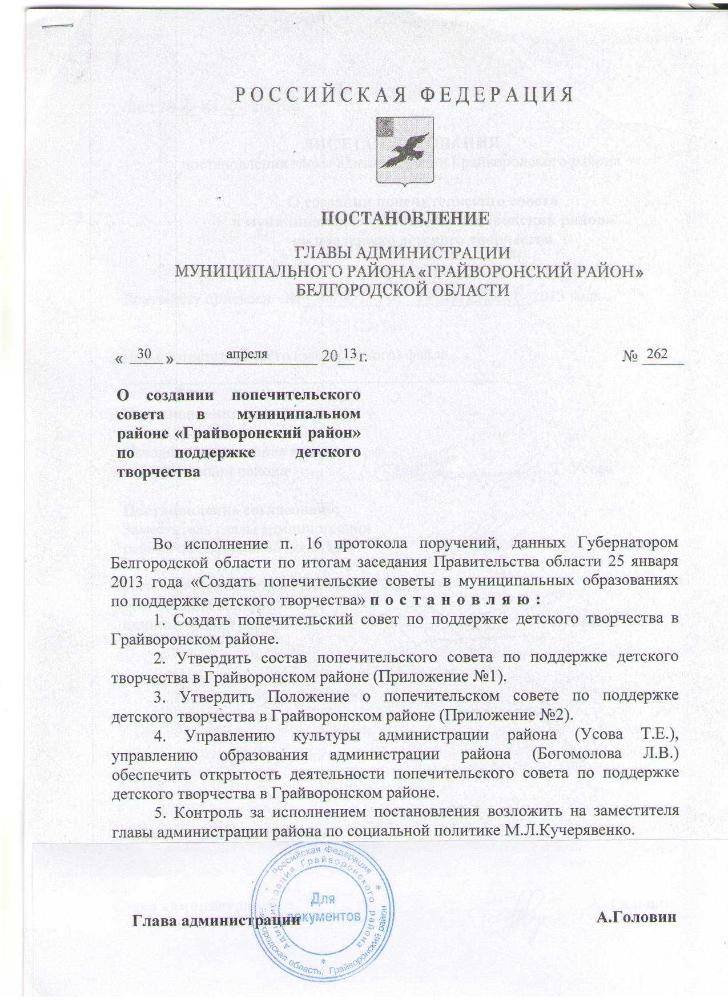 РОССИЙСКАЯ ФЕДЕРАЦИЯ
ПОСТАНОВЛЕНИЕ
ГЛАВЫ АДМИНИСТРАЦИИ
МУНИЦИПАЛЬНОГО РАЙОНА «ГРАЙВОРОНСКИЙ РАЙОН»
БЕЛГОРОДСКОЙ ОБЛАСТИ
« 30 » апреля 20 13 г. № 262
О создании попечительского
совета в муниципальном
районе «Грайворонский район»
по поддержке детского
творчества
Во исполнение п. 16 протокола поручений, данных Губернатором
Белгородской области по итогам заседания Правительства области 25 января
2013 года «Создать попечительские советы в муниципальных образованиях
по поддержке детского творчества» п о с т а н о в л я ю :
1. Создать попечительский совет по поддержке детского творчества в
Грайворонском районе.
2. Утвердить состав попечительского совета по поддержке детского
творчества в Грайворонском районе (Приложение №1).
3. Утвердить Положение о попечительском совете по поддержке
детского творчества в Грайворонском районе (Приложение №2).
4. Управлению культуры администрации района (Усова Т.Е.),
управлению образования администрации района (Богомолова Л.В.)
обеспечить открытость деятельности попечительского совета по поддержке
детского творчества в Грайворонском районе.
5. Контроль за исполнением постановления возложить на заместителя
главы администрации района по социальной политике М.Л.Кучерявенко.
Российская Федерация *
Администрация Грайворонского района
Для
документов
Белгородская область, Грайворонский район
*
Глава администрации А.Головин